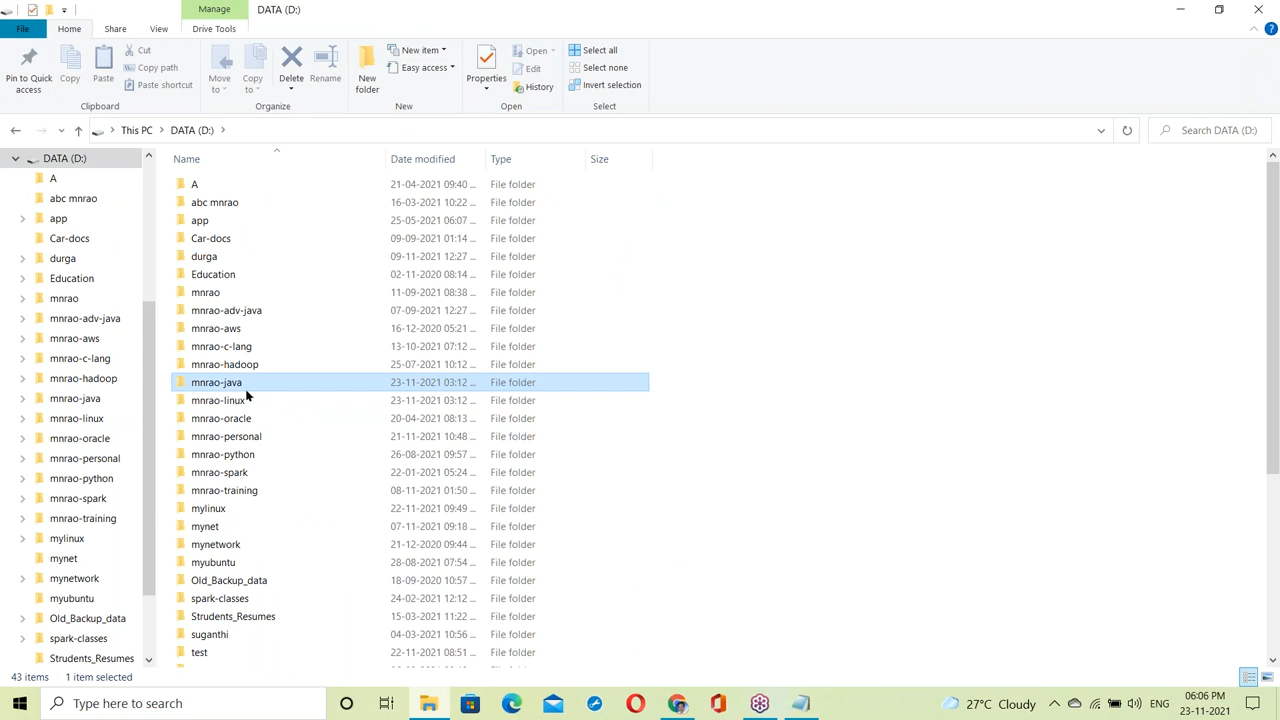 Manage
DATA (D:)
File
Home
Share
View
Drive Tools
Pin to Quick access
Copy
Paste
Cut
Copy path
Paste shortcut
Clipboard
Move to
Copy to
Delete
Rename
Organize
New folder
New item
Easy access
New
Properties
Open
Edit
History
Open
Select all
Select none
Invert selection
Select
This PC
DATA (D:)
Search DATA (D:)
DATA (D:)
A
abc mnrao
app
Car-docs
durga
Education
mnrao
mnrao-adv-java
mnrao-aws
mnrao-c-lang
mnrao-hadoop
mnrao-java
mnrao-linux
mnrao-oracle
mnrao-personal
mnrao-python
mnrao-spark
mnrao-training
mylinux
mynet
mynetwork
myubuntu
Old_Backup_data
spark-classes
Strudents_Resumes
Name Date modified Type Size
A 21-04-2021 09:40 ... File folder
abc mnrao 16-03-2021 10:22 ... File folder
app 25-05-2021 06:07 ... File folder
Car-docs 09-09-2021 01:14 ... File folder
durga 09-11-2021 12:27 ... File folder
Education 02-11-2020 08:14 ... File folder
mnrao 11-09-2021 08:38 ... File folder
mnrao-adv-java 07-09-2021 12:27 ... File folder
mnrao-aws 16-12-2020 05:21 ... File folder
mnrao-c-lang 13-10-2021 07:12 ... File folder
mnrao-hadoop 25-07-2021 10:12 ... File folder
mnrao-java 23-11-2021 03:12 ... File folder
mnrao-linux 23-11-2021 03:12 ... File folder
mnrao-oracle 20-04-2021 08:13 ... File folder
mnrao-personal 21-11-2021 10:48 ... File folder
mnrao-python 26-08-2021 09:57 ... File folder
mnrao-spark 22-01-2021 05:24 ... File folder
mnrao-training 08-11-2021 01:50 ... File folder
mylinux 22-11-2021 09:49 ... File folder
mynet 07-11-2021 09:18 ... File folder
mynetwork 21-12-2020 09:44 ... File folder
myubuntu 28-08-2021 07:54 ... File folder
Old_Backup_data 18-09-2020 10:57 ... File folder
spark-classes 24-02-2021 12:12 ... File folder
Strudents_Resumes 15-03-2021 11:22 ... File folder
suganthi 04-03-2021 10:56 ... File folder
test 22-11-2021 08:51 ... File folder
43 items 1 item selected
Type here to search
27°C Cloudy
ENG
06:06 PM
23-11-2021